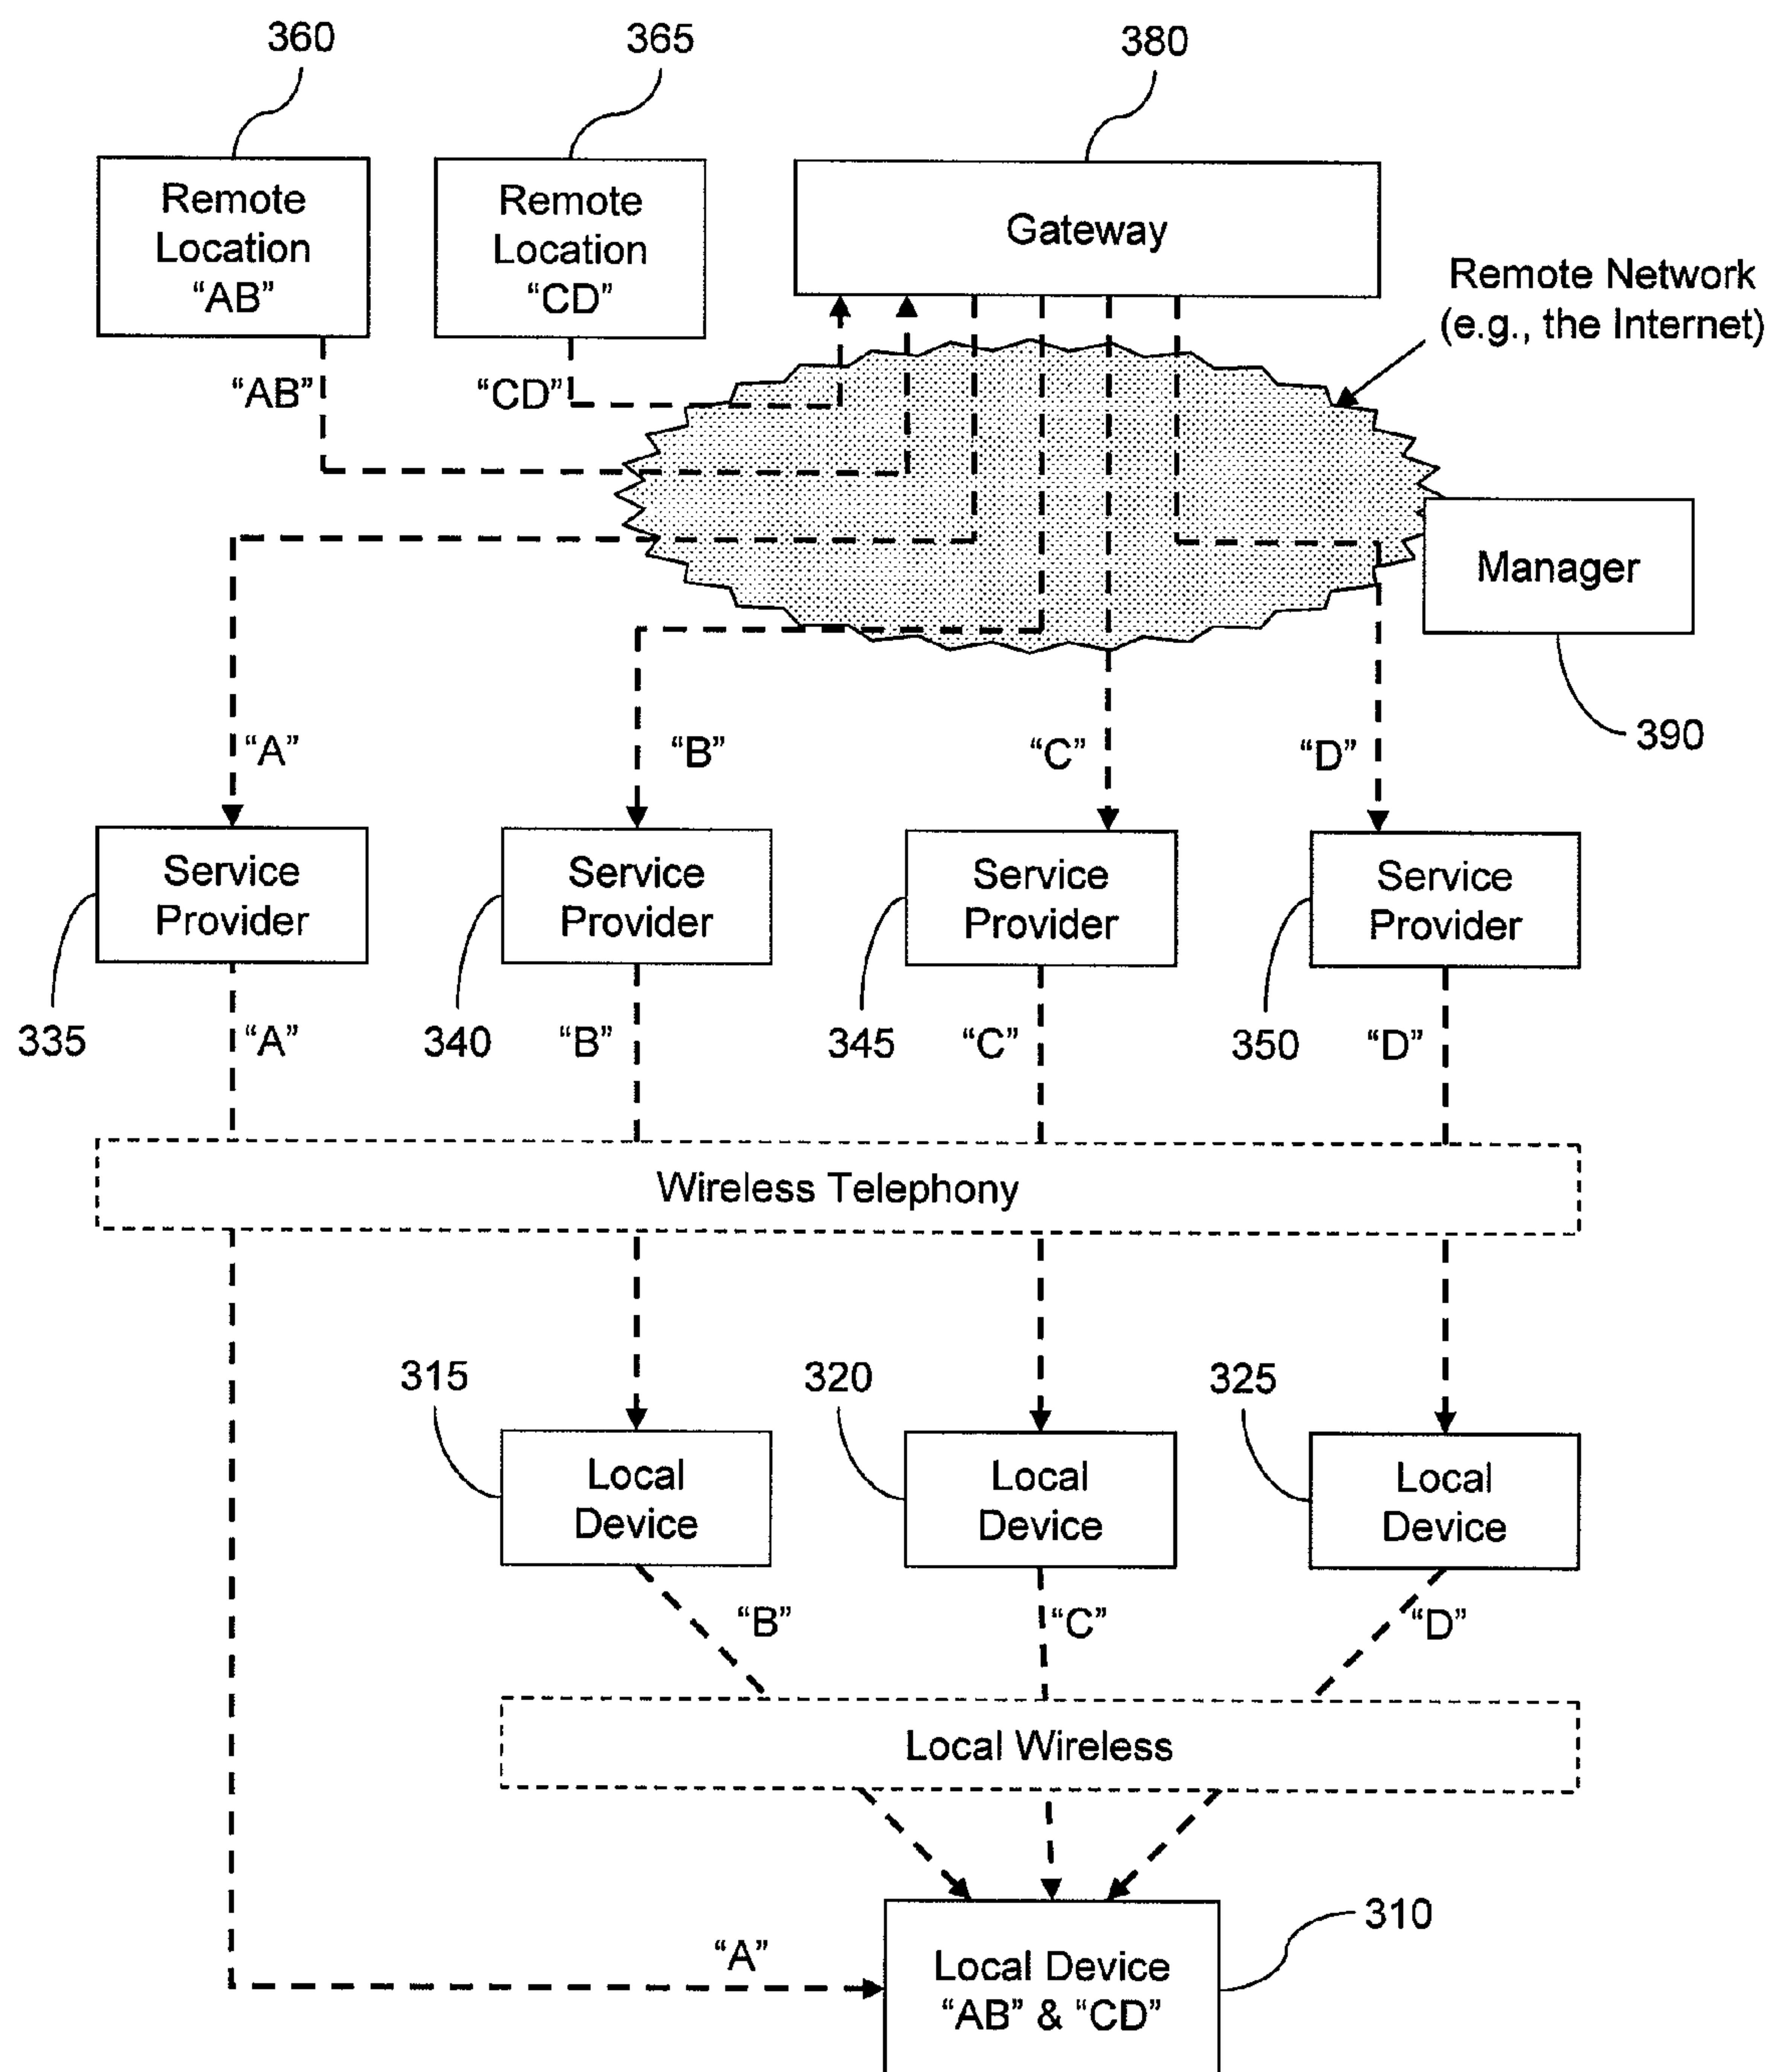 360
365
380
Remote
Location
“AB”
Remote
Location
“CD”
Gateway
Remote Network
(e.g., the Internet)
“AB”
“CD”
Manager
390
“A”
“B”
“C”
“D”
Service
Provider
Service
Provider
Service
Provider
Service
Provider
335
“A”
340
“B”
345
“C”
350
“D”
Wireless Telephony
315
320
325
Local
Device
Local
Device
Local
Device
“B”
“C”
“D”
Local Wireless
310
“A”
Local Device
“AB” & “CD”